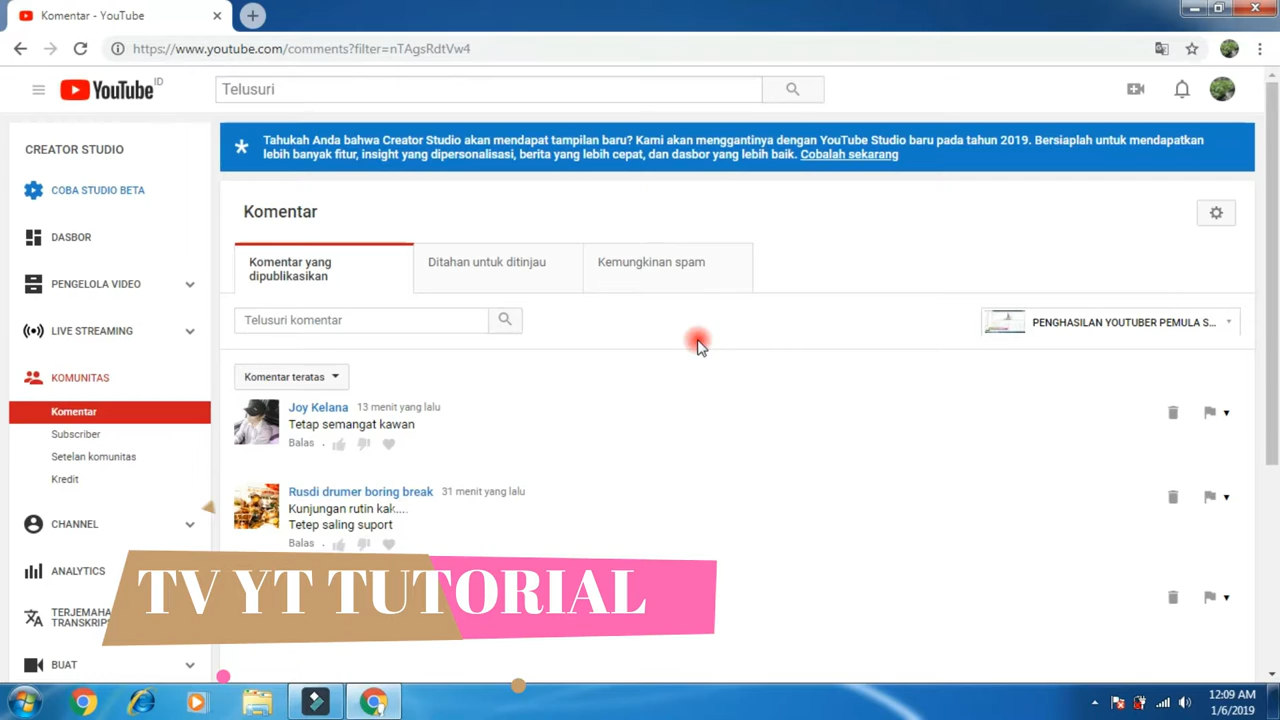 Komentar - YouTube
https://www.youtube.com/comments?filter=nTAgsRdtVw4
YouTube ID
Telusuri
CREATOR STUDIO
COBA STUDIO BETA
DASBOR
PENGELOLA VIDEO
LIVE STREAMING
KOMUNITAS
Komentar
Subscriber
Setelan komunitas
Kredit
CHANNEL
ANALYTICS
BUAT
Tahukah Anda bahwa Creator Studio akan mendapat tampilan baru? Kami akan menggantinya dengan YouTube Studio baru pada tahun 2019. Bersiaplah untuk mendapatkan
lebih banyak fitur, insight yang dipersonalisasi, berita yang lebih cepat, dan dasbor yang lebih baik. Cobalah sekarang
Komentar
Komentar yang
dipublikasikan
Ditahan untuk ditinjau
Kemungkinan spam
Telusuri komentar
PENGHASILAN YOUTUBER PEMULA S...
Komentar teratas
Joy Kelana 13 menit yang lalu
Tetap semangat kawan
Balas
Rusdi drumer boring break 31 menit yang lalu
Kunjungan rutin kak....
Tetep saling suport
Balas
TV YT TUTORIAL
12:09 AM
1/6/2019